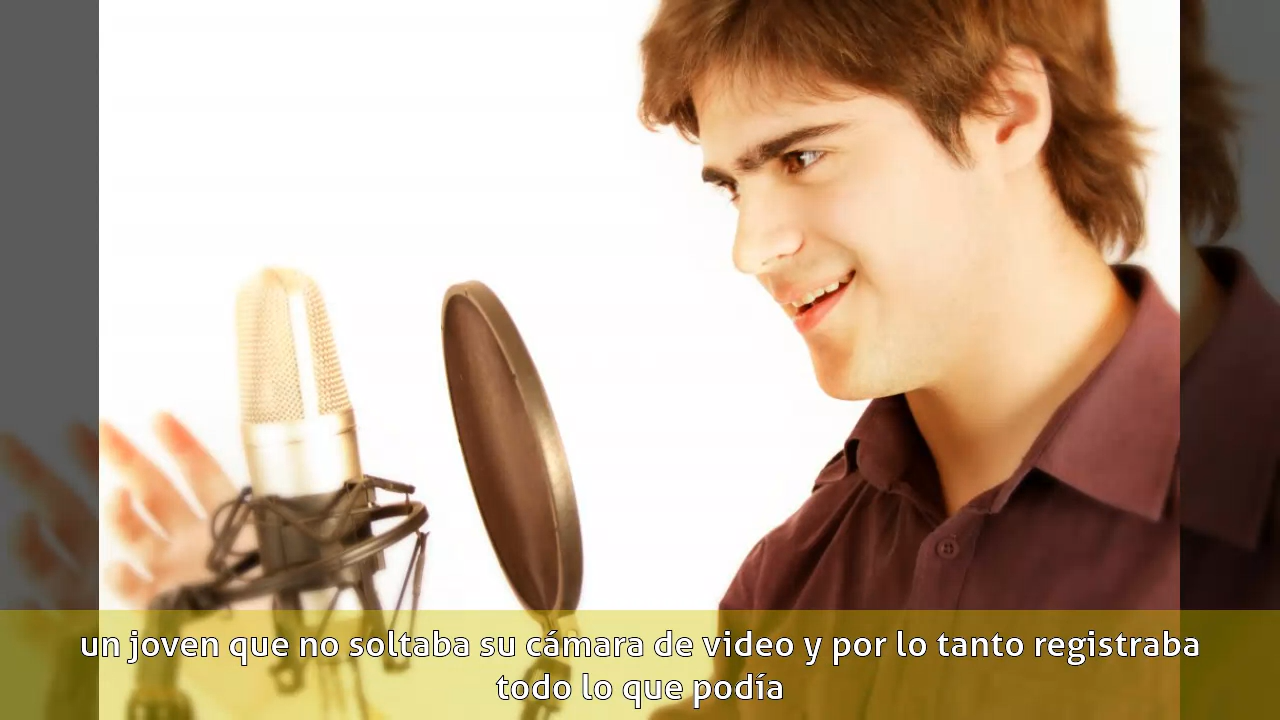 un joven que no soltaba su cámara de video y por lo tanto registraba
todo lo que podía